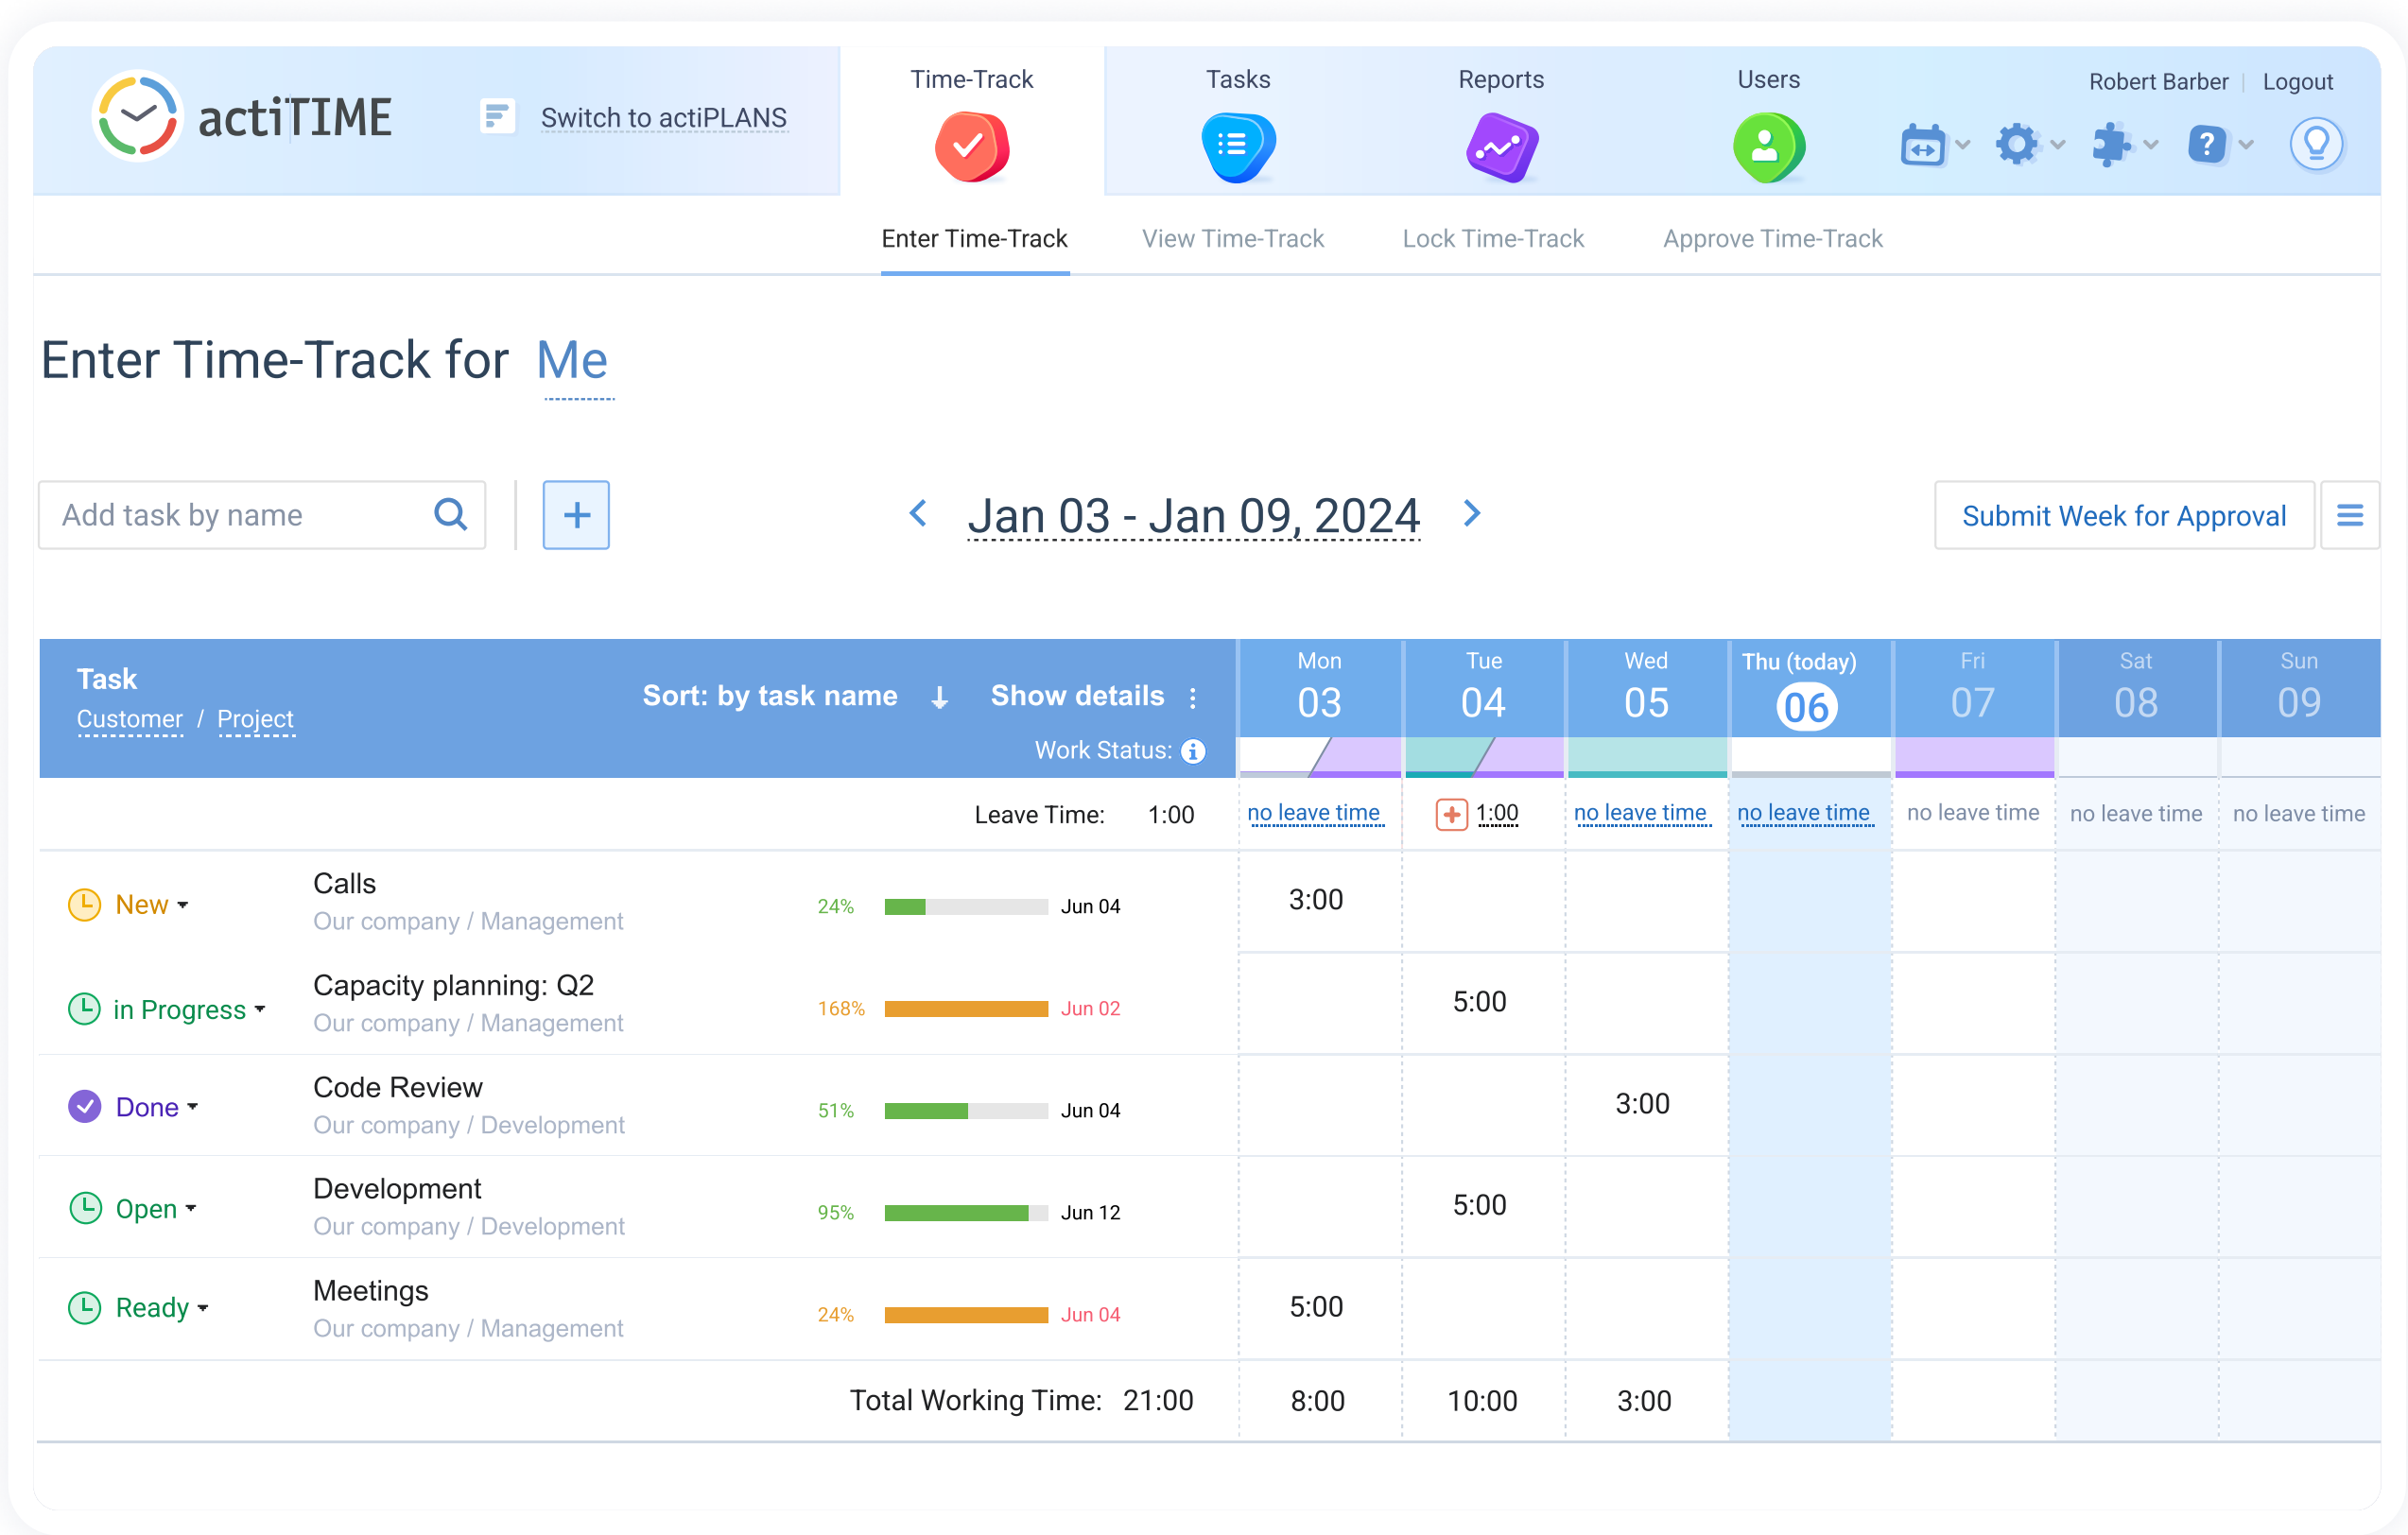 actiTIME
Switch to actiPLANS
Time-Track
Tasks
Reports
Users
Robert Barber
Logout
Enter Time-Track
View Time-Track
Lock Time-Track
Approve Time-Track
Enter Time-Track for Me
Add task by name
+
Jan 03 - Jan 09, 2024
Submit Week for Approval
Task
Customer / Project
Sort: by task name
Show details
Work Status:
Mon
03
Tue
04
Wed
05
Thu (today)
06
Fri
07
Sat
08
Sun
09
Leave Time: 1:00
no leave time
1:00
no leave time
no leave time
no leave time
no leave time
no leave time
New
Calls
Our company / Management
24%
Jun 04
3:00
in Progress
Capacity planning: Q2
Our company / Management
168%
Jun 02
5:00
Done
Code Review
Our company / Development
51%
Jun 04
3:00
Open
Development
Our company / Development
95%
Jun 12
5:00
Ready
Meetings
Our company / Management
24%
Jun 04
5:00
Total Working Time: 21:00
8:00
10:00
3:00